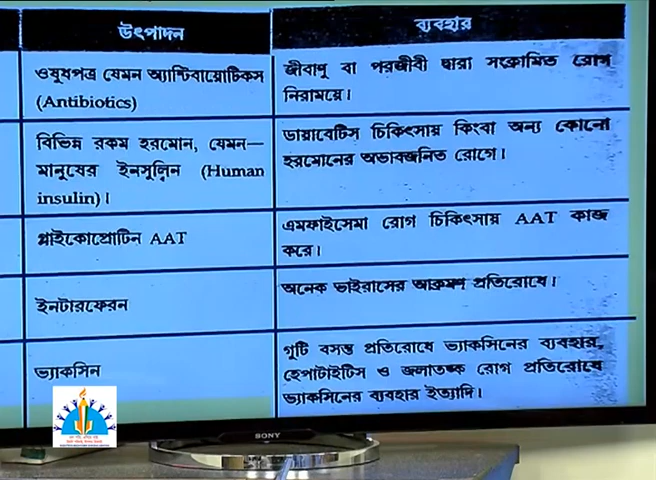 উৎপাদন
ব্যবহার
ওষুধপত্র যেমন অ্যান্টিবায়োটিকস
(Antibiotics)
জীবাণু বা পরজীবী দ্বারা সংক্রামিত রোগ
নিরাময়ে।
বিভিন্ন রকম হরমোন, যেমন—
মানুষের ইনসুলিন (Human
insulin)।
ডায়াবেটিস চিকিৎসায় কিংবা অন্য কোনো
হরমোনের অভাবজনিত রোগে।
গ্লাইকোপ্রোটিন AAT
এমফাইসেমা রোগ চিকিৎসায় AAT কাজ
করে।
ইনটারফেরন
অনেক ভাইরাসের আক্রমণ প্রতিরোধে।
ভ্যাকসিন
গুটি বসন্ত প্রতিরোধে ভ্যাকসিনের ব্যবহার,
হেপাটাইটিস ও জলাতঙ্ক রোগ প্রতিরোধে
ভ্যাকসিনের ব্যবহার ইত্যাদি।
SONY